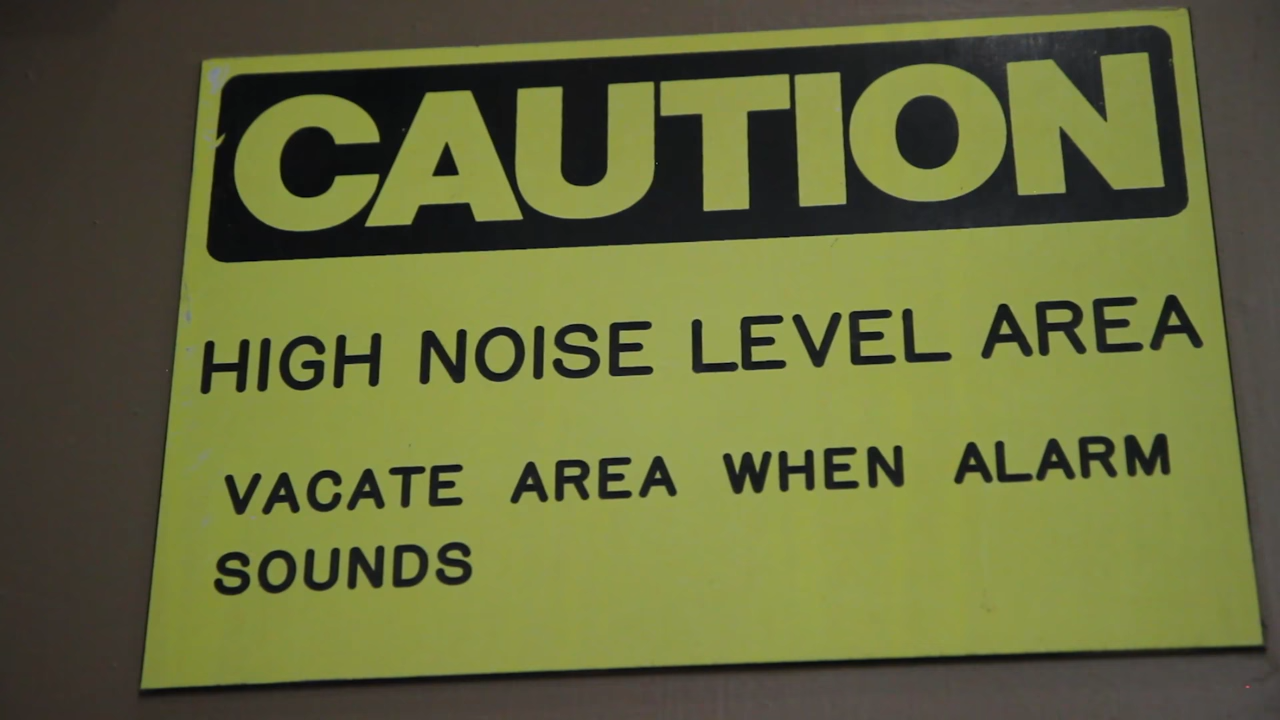 CAUTION
HIGH NOISE LEVEL AREA
VACATE AREA WHEN ALARM
SOUNDS